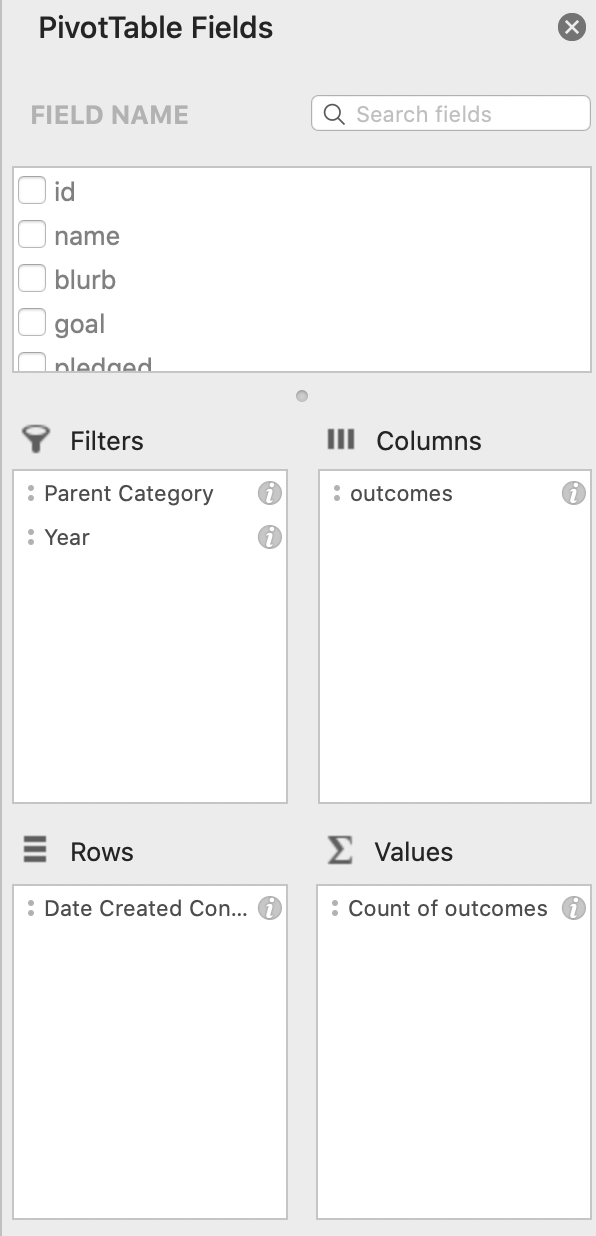 PivotTable Fields
FIELD NAME
Search fields
id
name
blurb
goal
pledged
Filters
Columns
Parent Category
outcomes
Year
Rows
Values
Date Created Con...
Count of outcomes